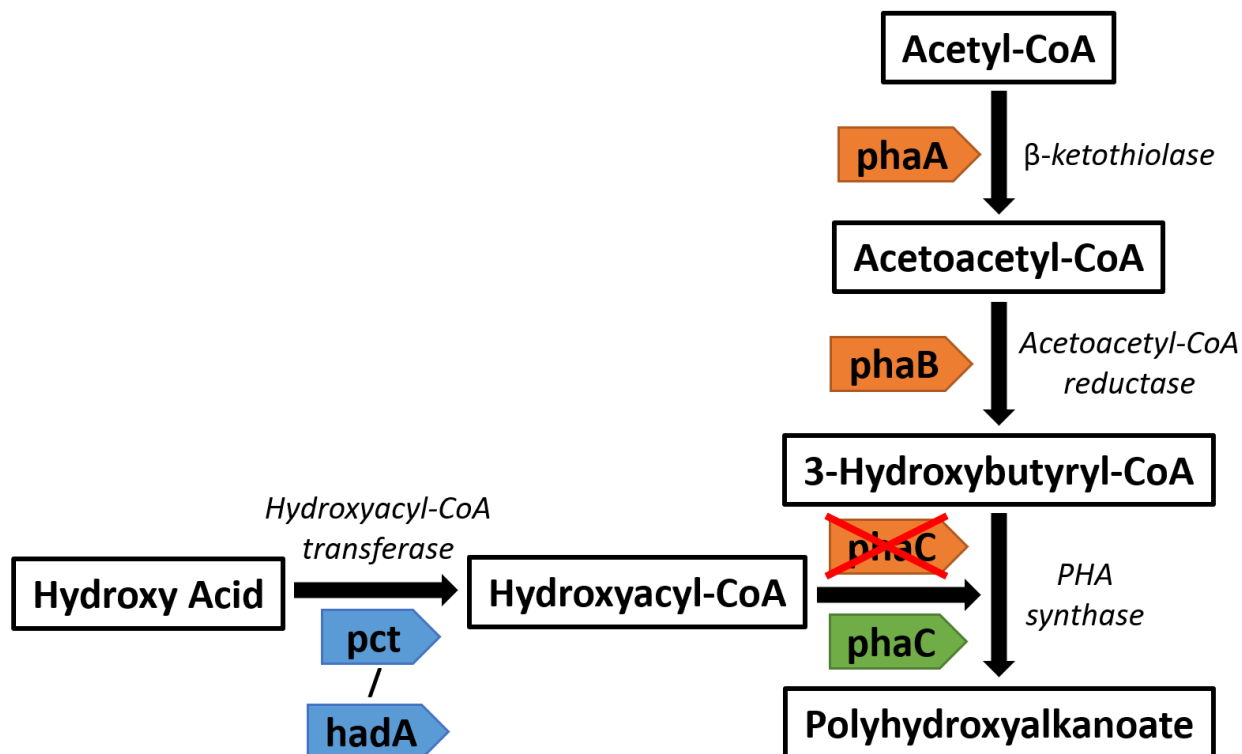 Acetyl-CoA
phaA
β-ketothiolase
Acetoacetyl-CoA
phaB
Acetoacetyl-CoA
reductase
3-Hydroxybutyryl-CoA
Hydroxyacyl-CoA
transferase
Hydroxy Acid
pct
/
hadA
Hydroxyacyl-CoA
phaC
phaC
PHA
synthase
Polyhydroxyalkanoate